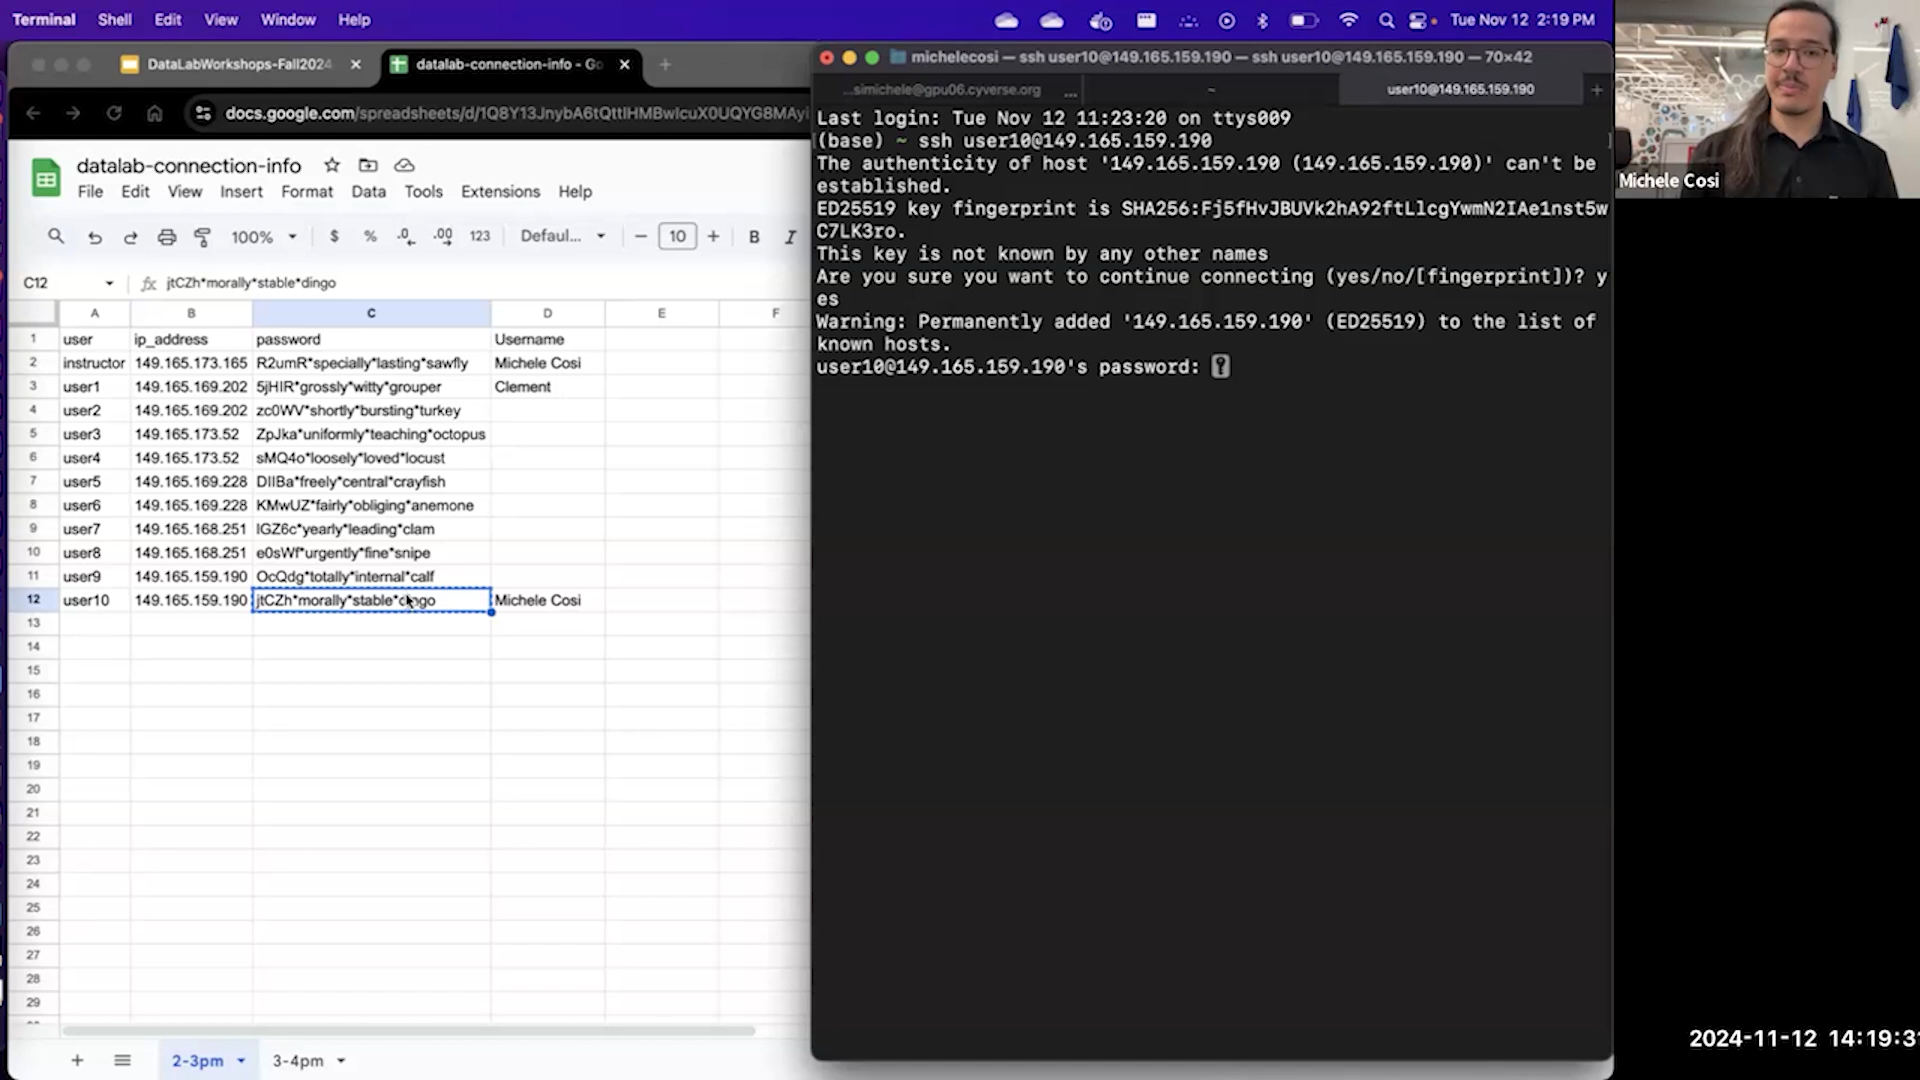 Terminal Shell Edit View Window Help Tue Nov 12 2:19 PM
DataLabWorkshops-Fall2024
datalab-connection-info - Go
docs.google.com/spreadsheets/d/1Q8Y13JnybA6tQttIHMBwIcuX0UQYG8MAyi
datalab-connection-info
File Edit View Insert Format Data Tools Extensions Help
100% $ % .0 .00 123 Defaul... − 10 + B I
C12 fx jtCZh*morally*stable*dingo
A B C D E F
1 user ip_address password Username
2 instructor 149.165.173.165 R2umR*specially*lasting*sawfly Michele Cosi
3 user1 149.165.169.202 5jHIR*grossly*witty*grouper Clement
4 user2 149.165.169.202 zc0WV*shortly*bursting*turkey
5 user3 149.165.173.52 ZpJka*uniformly*teaching*octopus
6 user4 149.165.173.52 sMQ4o*loosely*loved*locust
7 user5 149.165.169.228 DIIBa*freely*central*crayfish
8 user6 149.165.169.228 KMwUZ*fairly*obliging*anemone
9 user7 149.165.168.251 IGZ6c*yearly*leading*clam
10 user8 149.165.168.251 e0sWf*urgently*fine*snipe
11 user9 149.165.159.190 OcQdg*totally*internal*calf
12 user10 149.165.159.190 jtCZh*morally*stable*dingo Michele Cosi
13
14
15
16
17
18
19
20
21
22
23
24
25
26
27
28
29
+ 2-3pm 3-4pm
michelecosi — ssh user10@149.165.159.190 — ssh user10@149.165.159.190 — 70×42
...simichele@gpu06.cyverse.org ... ~ user10@149.165.159.190 +
Last login: Tue Nov 12 11:23:20 on ttys009
(base) ~ ssh user10@149.165.159.190
The authenticity of host '149.165.159.190 (149.165.159.190)' can't be
established.
ED25519 key fingerprint is SHA256:Fj5fHvJBUVk2hA92ftLlcgYwmN2IAe1nst5w
C7LK3ro.
This key is not known by any other names
Are you sure you want to continue connecting (yes/no/[fingerprint])? y
es
Warning: Permanently added '149.165.159.190' (ED25519) to the list of
known hosts.
user10@149.165.159.190's password:
Michele Cosi
2024-11-12 14:19:31